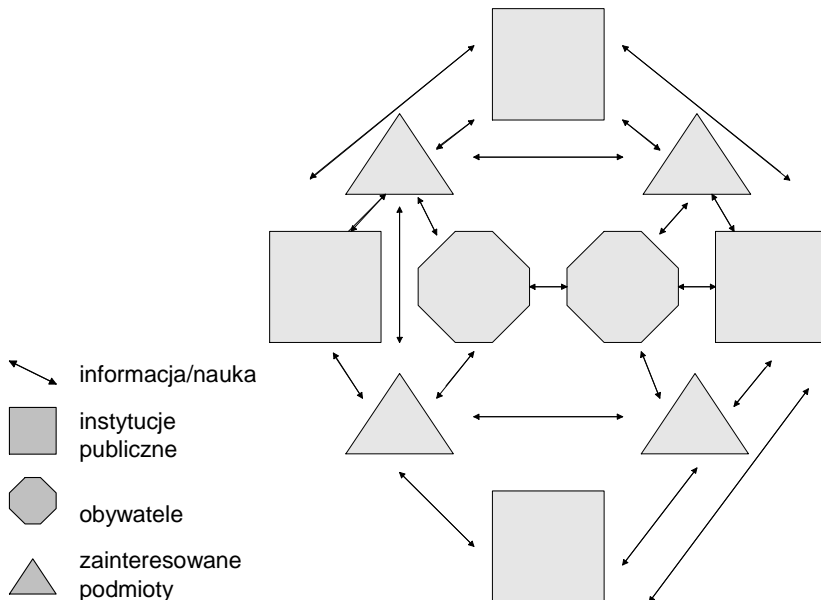 informacja/nauka
instytucje
publiczne
obywatele
zainteresowane
podmioty